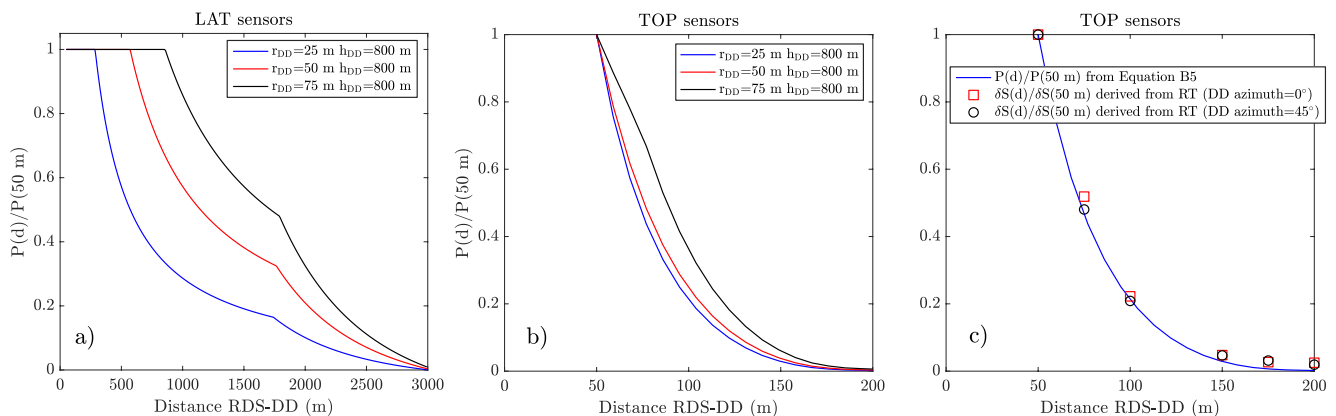 LAT sensors
P(d)/P(50 m)
1
0.8
0.6
0.4
0.2
0
r_DD=25 m h_DD=800 m
r_DD=50 m h_DD=800 m
r_DD=75 m h_DD=800 m
a)
0 500 1000 1500 2000 2500 3000
Distance RDS-DD (m)
TOP sensors
P(d)/P(50 m)
1
0.8
0.6
0.4
0.2
0
r_DD=25 m h_DD=800 m
r_DD=50 m h_DD=800 m
r_DD=75 m h_DD=800 m
b)
0 50 100 150 200
Distance RDS-DD (m)
TOP sensors
1
0.8
0.6
0.4
0.2
0
P(d)/P(50 m) from Equation B5
δS(d)/δS(50 m) derived from RT (DD azimuth=0°)
δS(d)/δS(50 m) derived from RT (DD azimuth=45°)
c)
0 50 100 150 200
Distance RDS-DD (m)